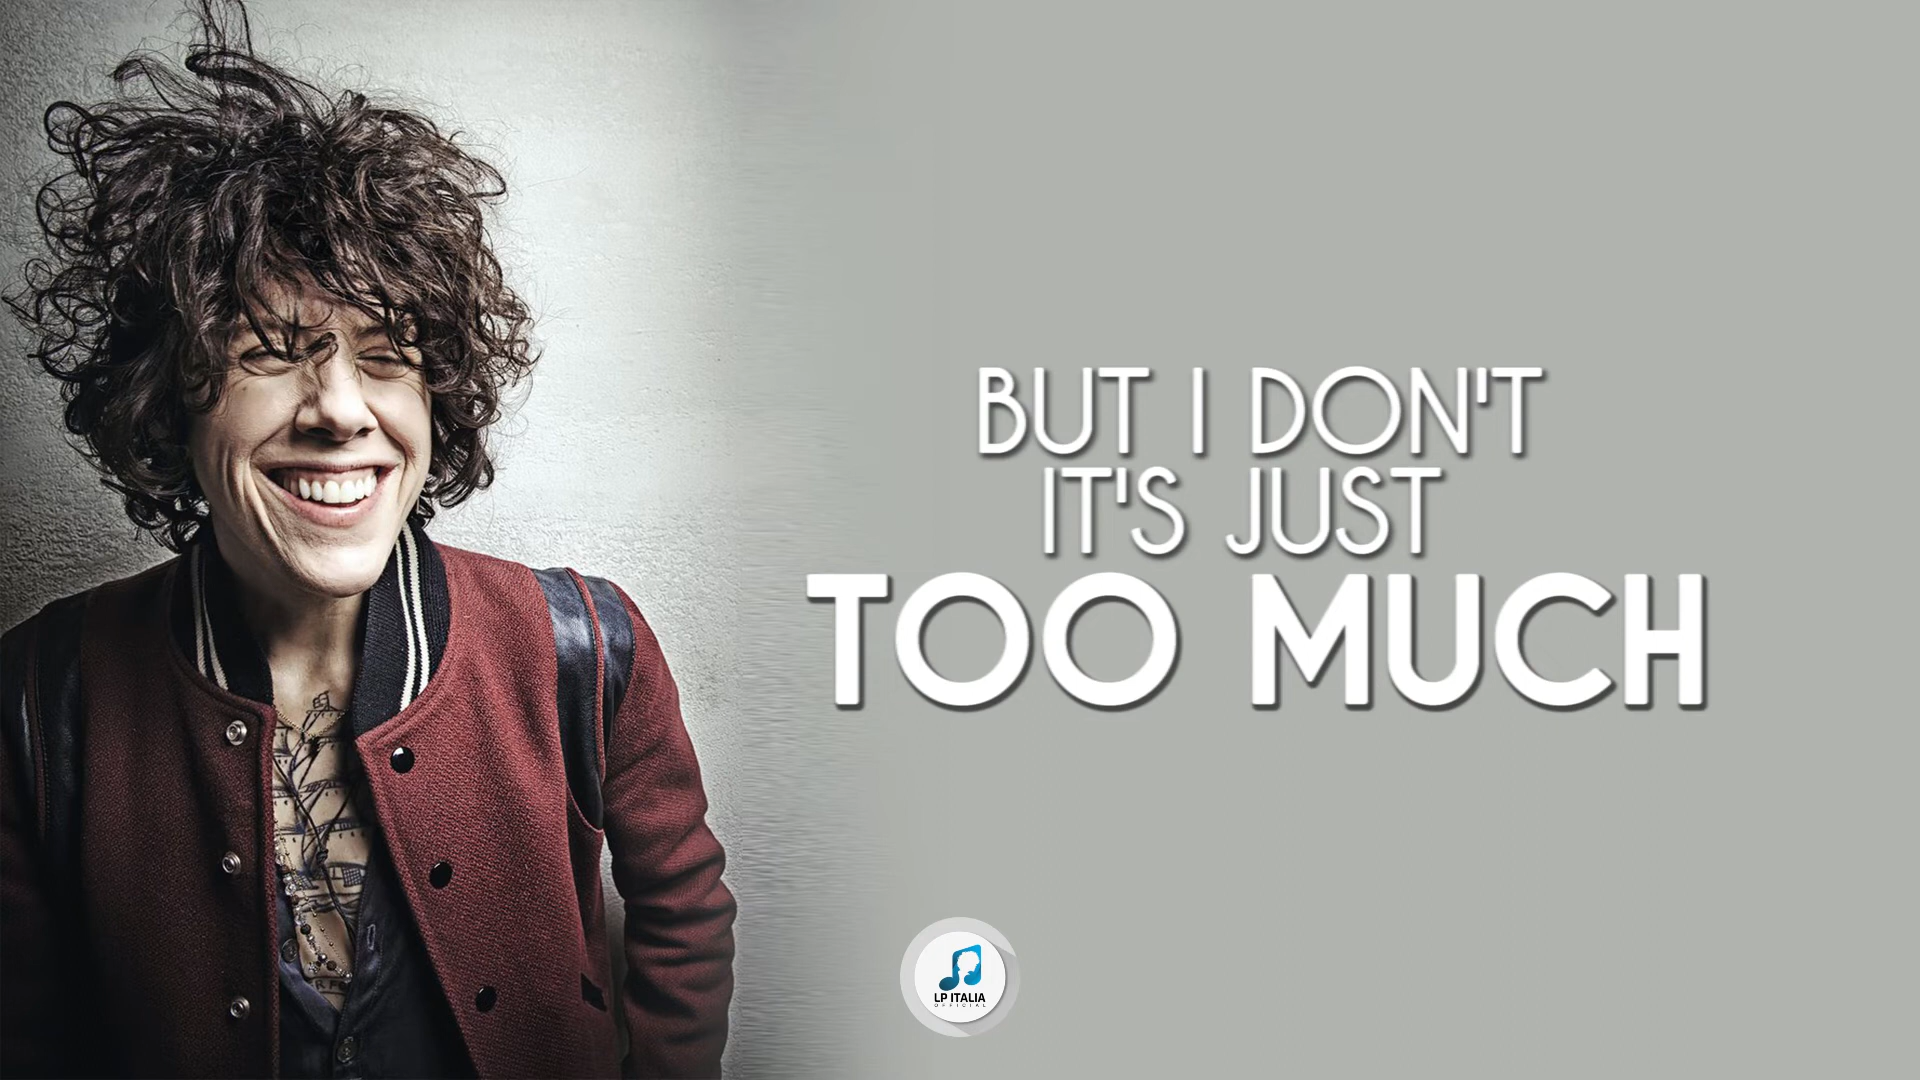 BUT I DON'T
IT'S JUST
TOO MUCH
LP ITALIA
OFFICIAL